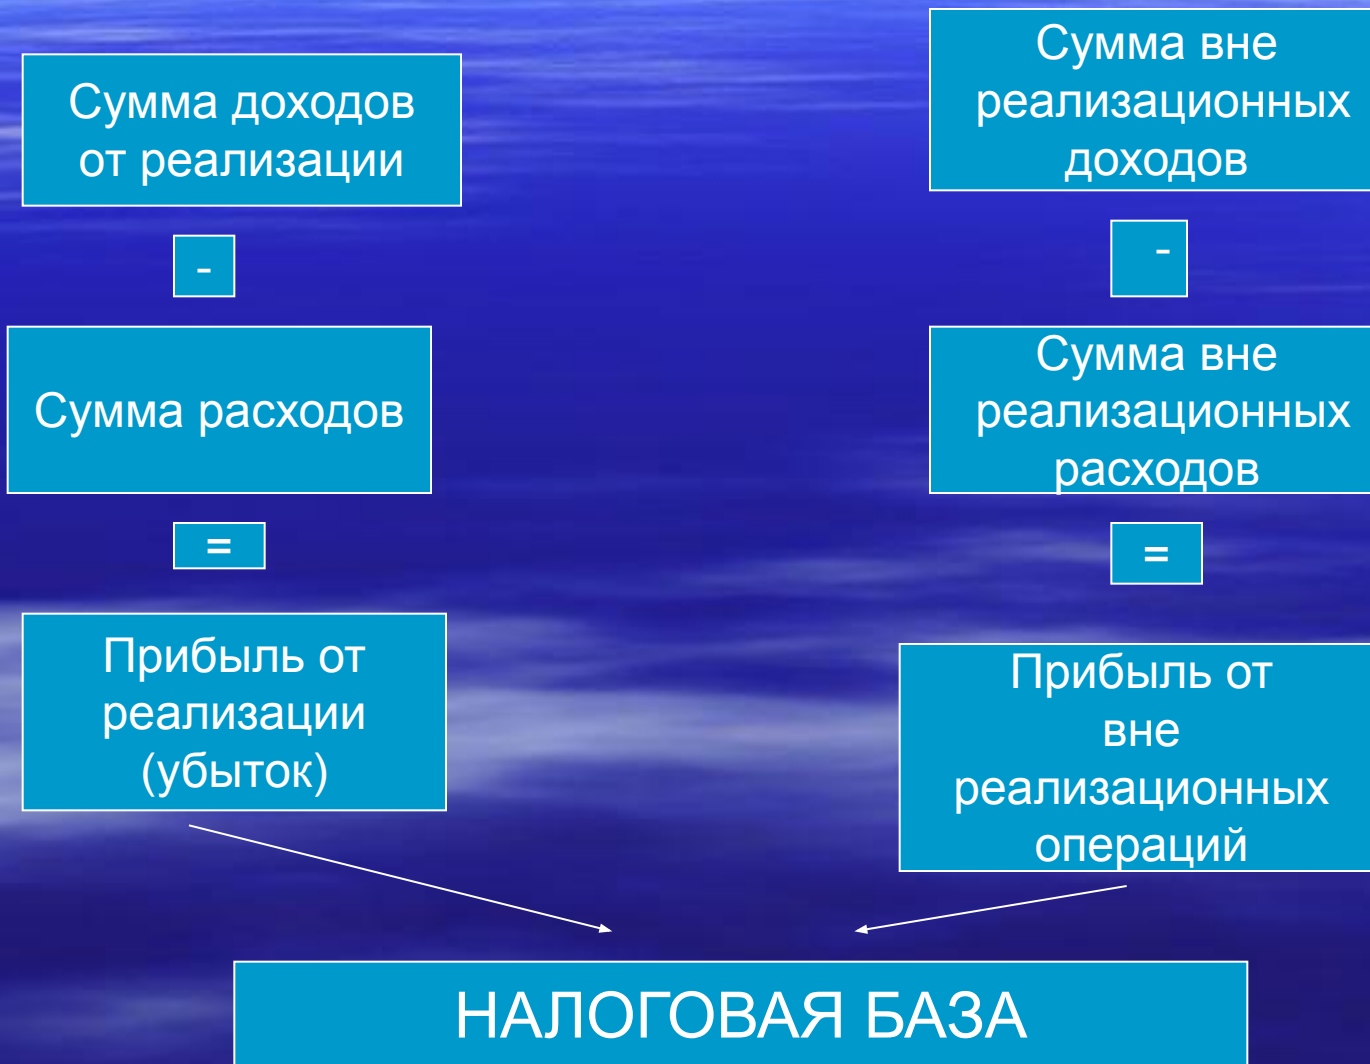 Сумма доходов
от реализации
-
Сумма расходов
=
Прибыль от
реализации
(убыток)
Сумма вне
реализационных
доходов
-
Сумма вне
реализационных
расходов
=
Прибыль от
вне
реализационных
операций
НАЛОГОВАЯ БАЗА